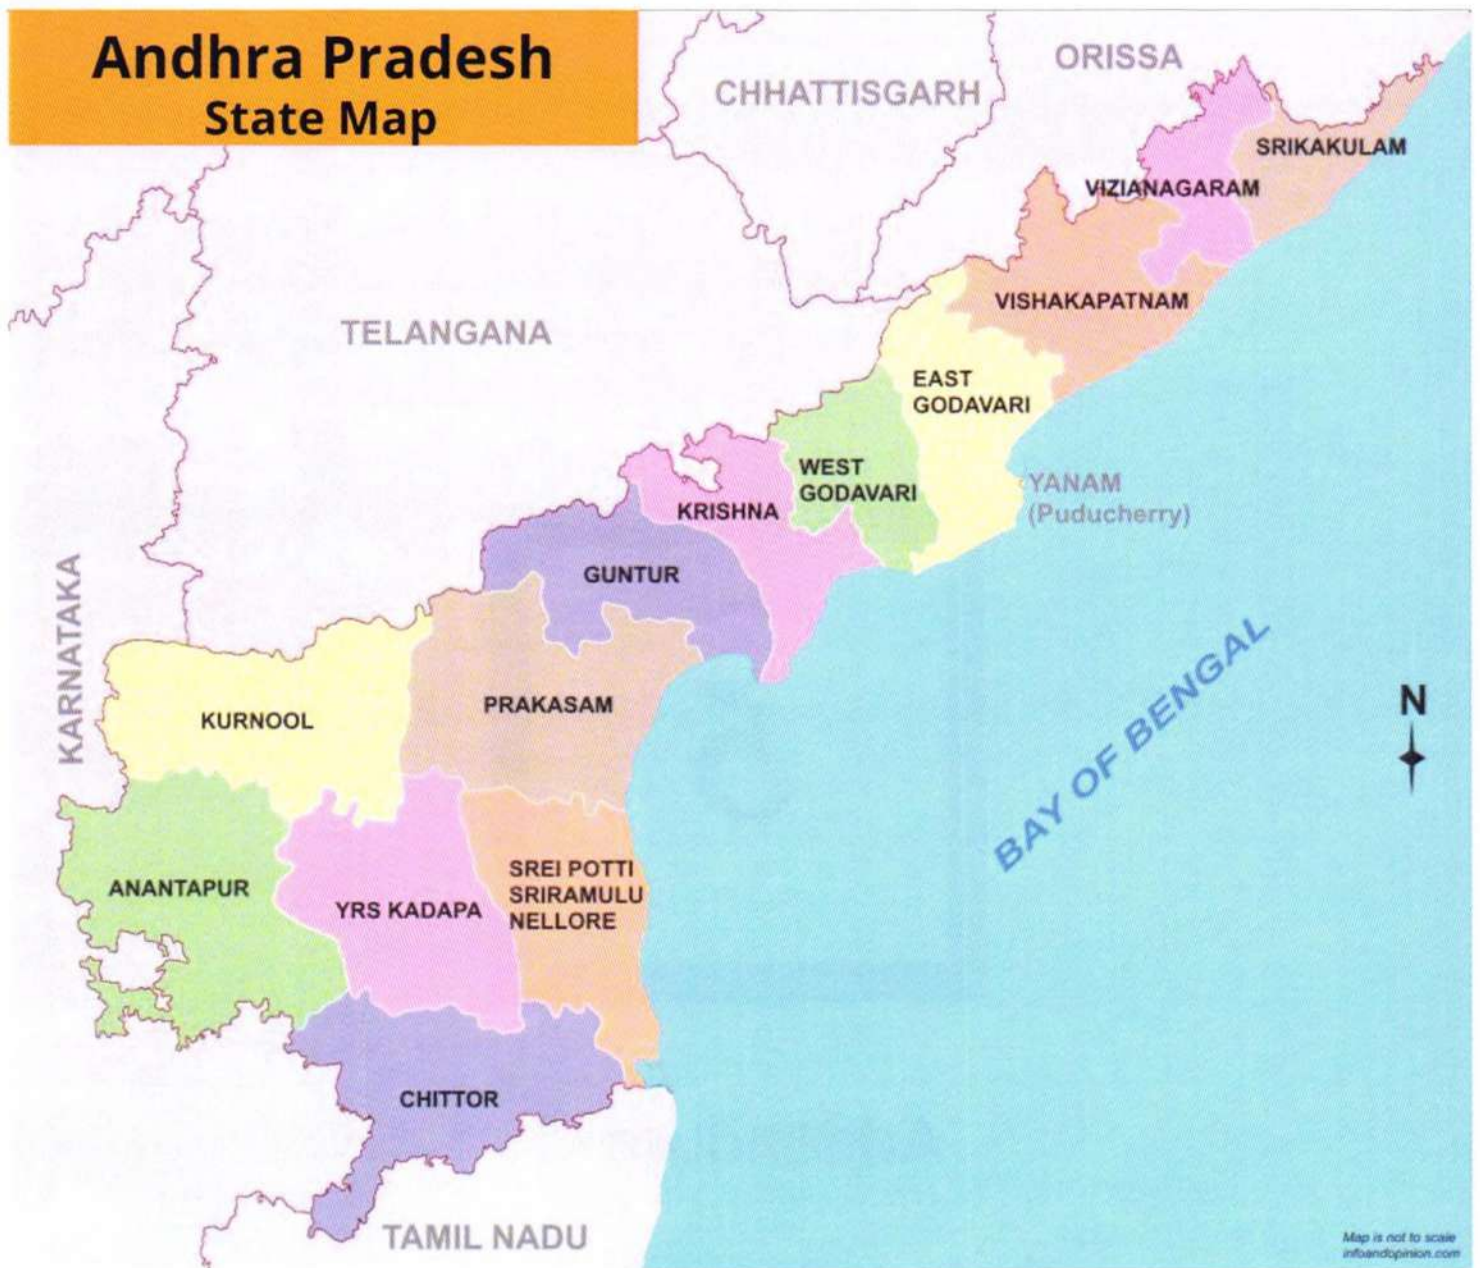 Andhra Pradesh
State Map
ORISSA
CHHATTISGARH
SRIKAKULAM
VIZIANAGARAM
VISHAKAPATNAM
TELANGANA
EAST
GODAVARI
WEST
GODAVARI
YANAM
(Puducherry)
KRISHNA
GUNTUR
KARNATAKA
BAY OF BENGAL
N
PRAKASAM
KURNOOL
SREI POTTI
SRIRAMULU
NELLORE
ANANTAPUR
YRS KADAPA
CHITTOR
TAMIL NADU
Map is not to scale
infoandopinion.com